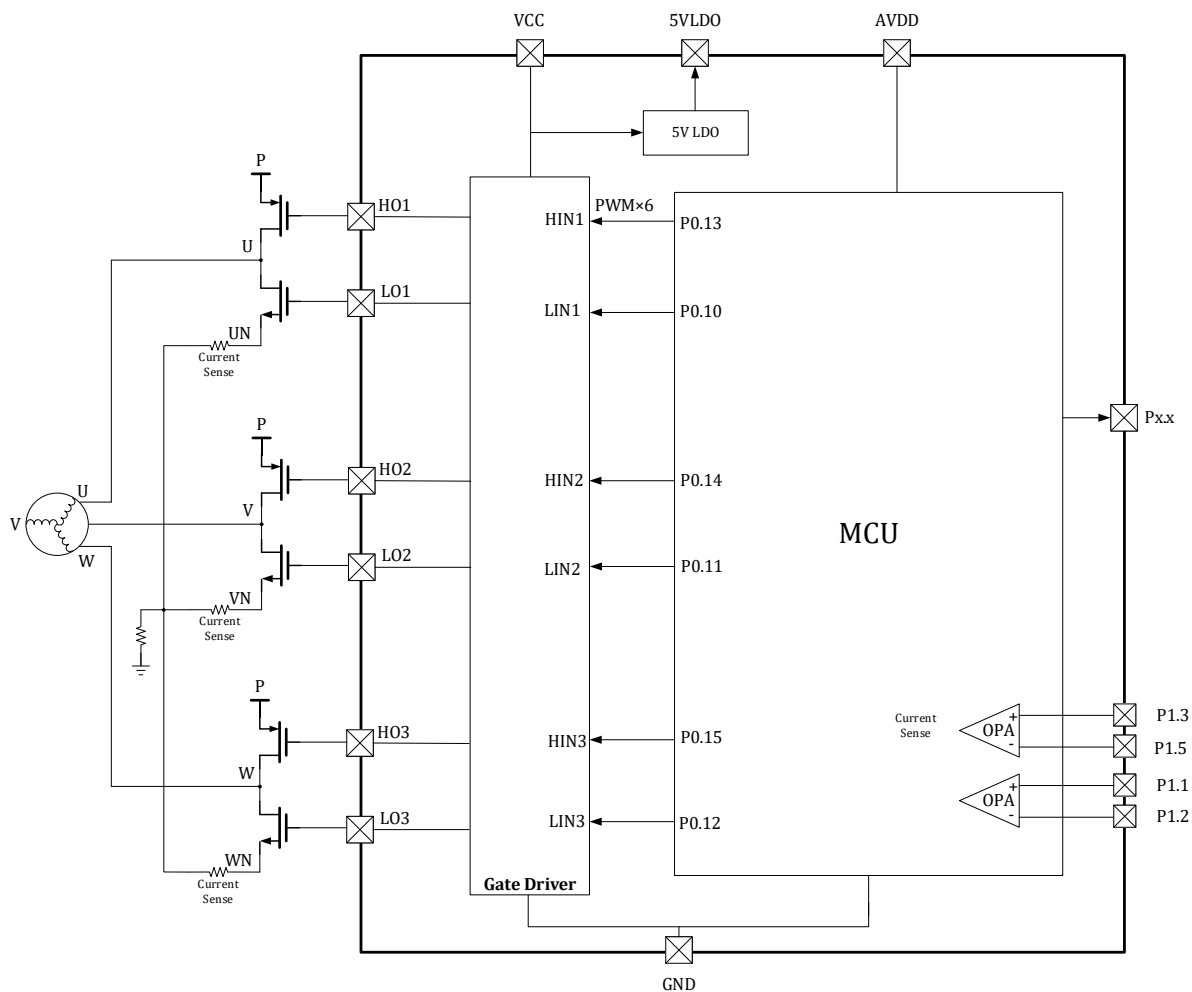 VCC
5VLDO
AVDD
5V LDO
P
HO1
HIN1
PWM×6
P0.13
U
LO1
LIN1
P0.10
UN
Current
Sense
Px.x
P
HO2
HIN2
P0.14
U
V
V
MCU
W
LO2
LIN2
P0.11
VN
Current
Sense
P
HO3
HIN3
P0.15
Current
Sense
+
OPA
-
P1.3
P1.5
W
+
OPA
-
P1.1
P1.2
LO3
LIN3
P0.12
WN
Current
Sense
Gate Driver
GND